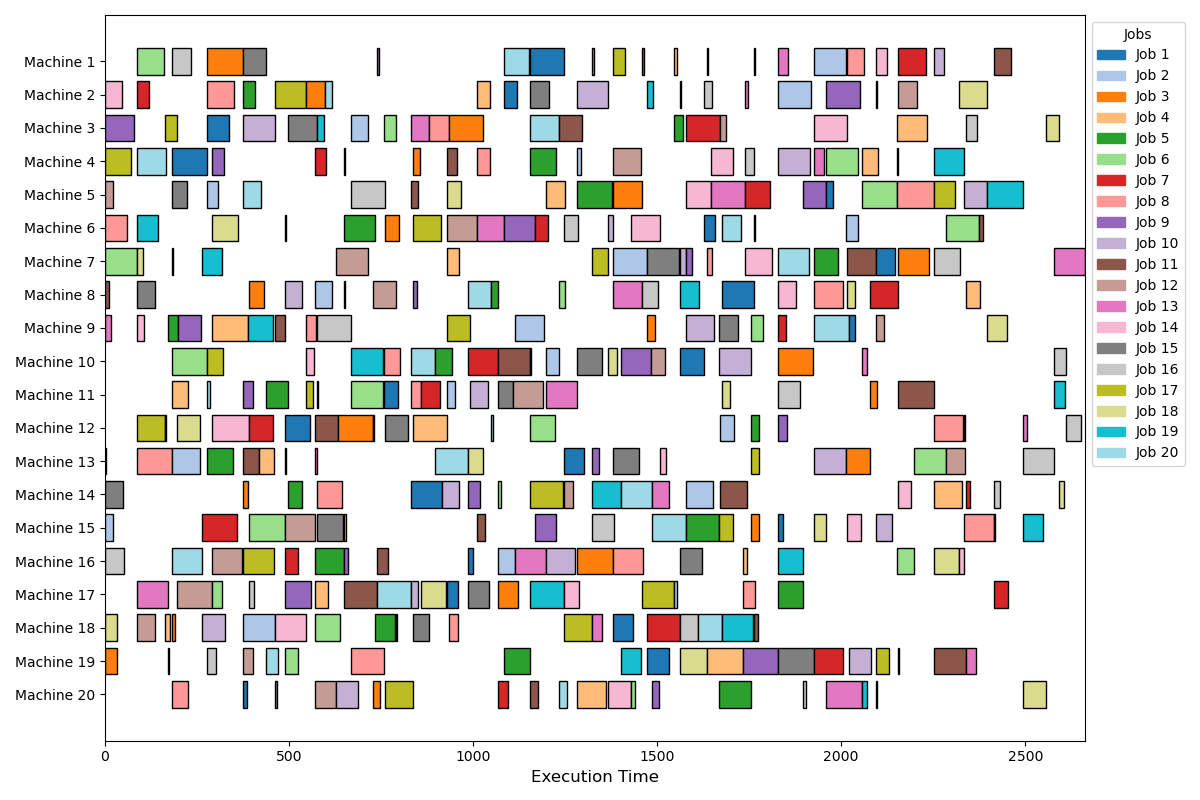 Machine 1
Machine 2
Machine 3
Machine 4
Machine 5
Machine 6
Machine 7
Machine 8
Machine 9
Machine 10
Machine 11
Machine 12
Machine 13
Machine 14
Machine 15
Machine 16
Machine 17
Machine 18
Machine 19
Machine 20
0 500 1000 1500 2000 2500
Execution Time
Jobs
Job 1
Job 2
Job 3
Job 4
Job 5
Job 6
Job 7
Job 8
Job 9
Job 10
Job 11
Job 12
Job 13
Job 14
Job 15
Job 16
Job 17
Job 18
Job 19
Job 20